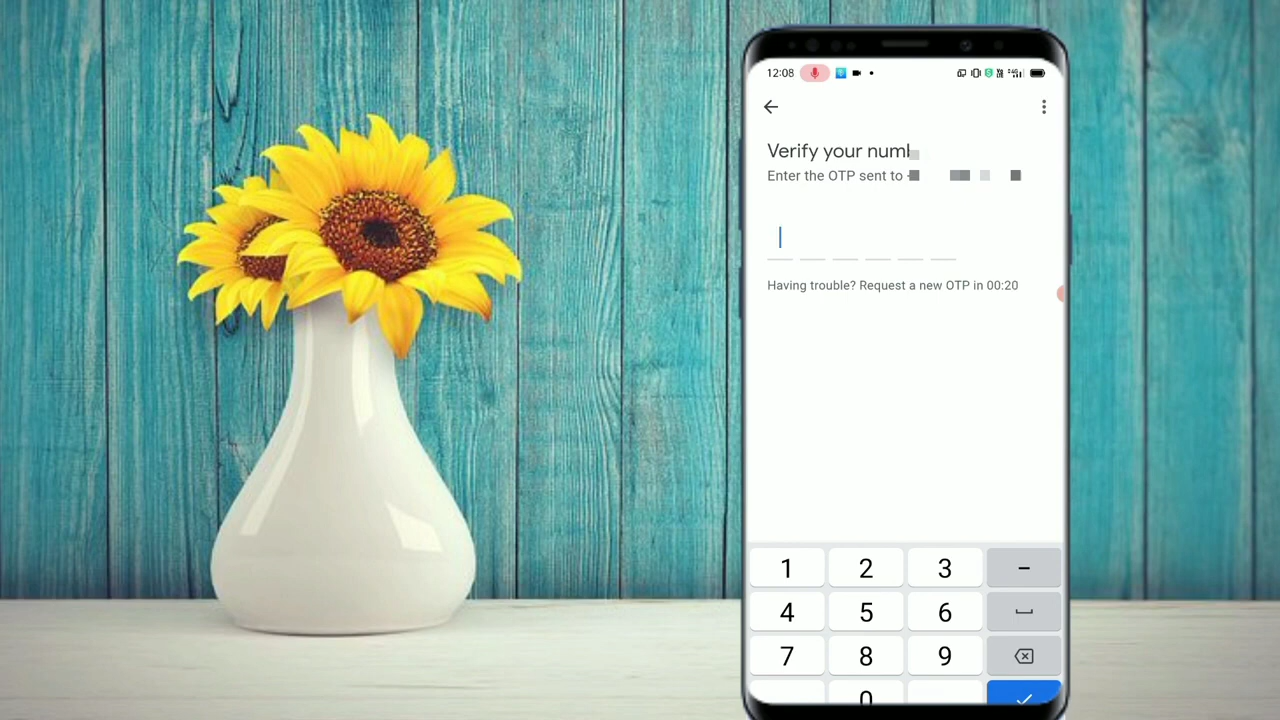 12:08
Verify your
Enter the OTP sent to
Having trouble? Request a new OTP in 00:20
1 2 3 -
4 5 6
7 8 9
0